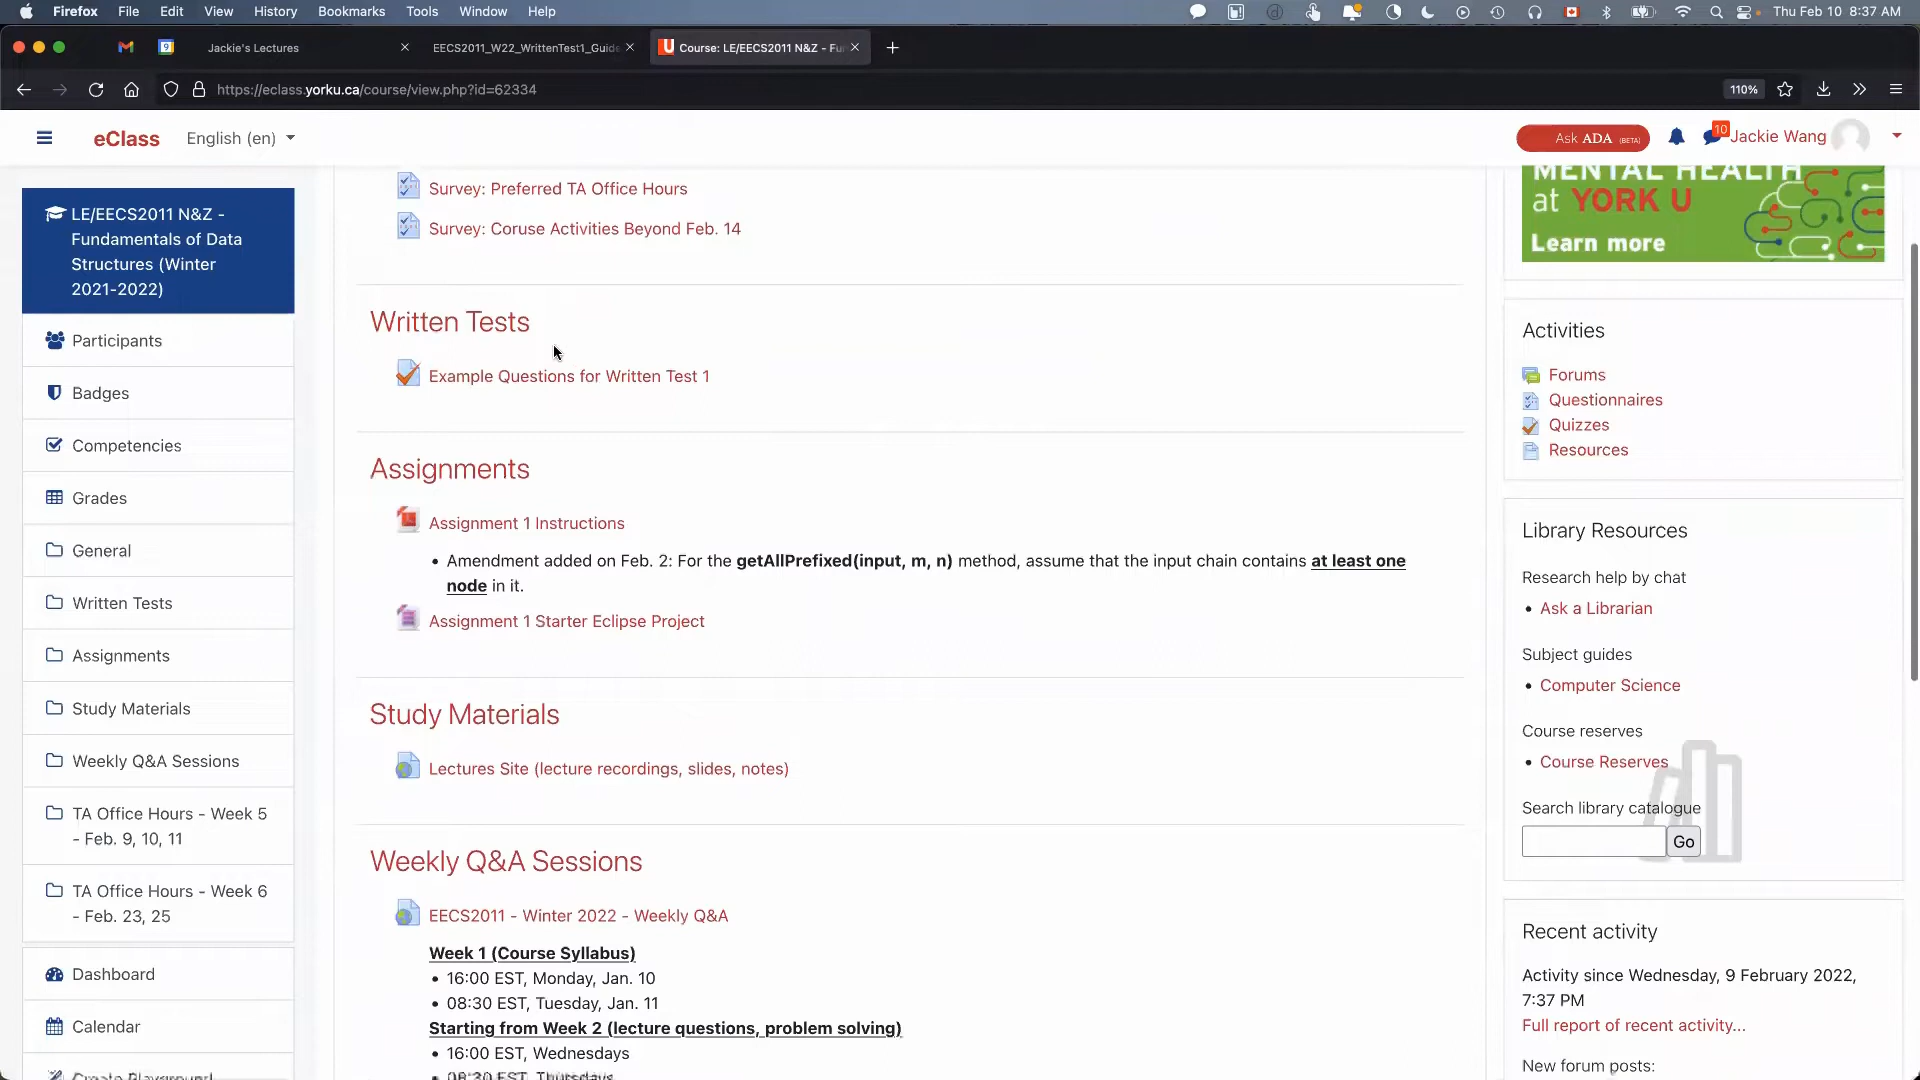 Firefox File Edit View History Bookmarks Tools Window Help
Thu Feb 10 8:37 AM
Jackie's Lectures
EECS2011_W22_WrittenTest1_Guide
Course: LE/EECS2011 N&Z - Fu
https://eclass.yorku.ca/course/view.php?id=62334
110%
eClass
English (en)
Ask ADA (BETA)
10
Jackie Wang
LE/EECS2011 N&Z -
Fundamentals of Data
Structures (Winter
2021-2022)
Participants
Badges
Competencies
Grades
General
Written Tests
Assignments
Study Materials
Weekly Q&A Sessions
TA Office Hours - Week 5
- Feb. 9, 10, 11
TA Office Hours - Week 6
- Feb. 23, 25
Dashboard
Calendar
Survey: Preferred TA Office Hours
Survey: Coruse Activities Beyond Feb. 14
Written Tests
Example Questions for Written Test 1
Assignments
Assignment 1 Instructions
• Amendment added on Feb. 2: For the getAllPrefixed(input, m, n) method, assume that the input chain contains at least one
node in it.
Assignment 1 Starter Eclipse Project
Study Materials
Lectures Site (lecture recordings, slides, notes)
Weekly Q&A Sessions
EECS2011 - Winter 2022 - Weekly Q&A
Week 1 (Course Syllabus)
• 16:00 EST, Monday, Jan. 10
• 08:30 EST, Tuesday, Jan. 11
Starting from Week 2 (lecture questions, problem solving)
• 16:00 EST, Wednesdays
• 08:30 EST, Thursdays
MENTAL HEALTH
at YORK U
Learn more
Activities
Forums
Questionnaires
Quizzes
Resources
Library Resources
Research help by chat
• Ask a Librarian
Subject guides
• Computer Science
Course reserves
• Course Reserves
Search library catalogue
Go
Recent activity
Activity since Wednesday, 9 February 2022,
7:37 PM
Full report of recent activity...
New forum posts: